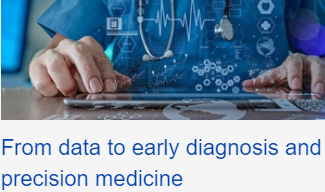 From data to early diagnosis and
precision medicine